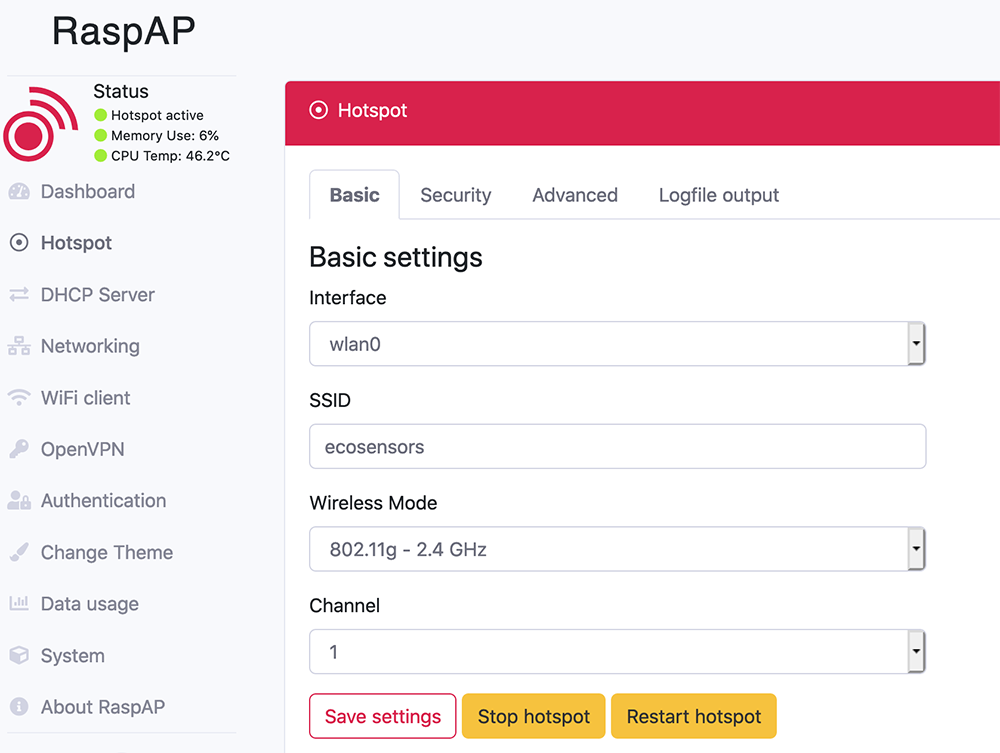 RaspAP
Status
Hotspot active
Memory Use: 6%
CPU Temp: 46.2°C
Dashboard
Hotspot
DHCP Server
Networking
WiFi client
OpenVPN
Authentication
Change Theme
Data usage
System
About RaspAP
Hotspot
Basic Security Advanced Logfile output
Basic settings
Interface
wlan0
SSID
ecosensors
Wireless Mode
802.11g - 2.4 GHz
Channel
1
Save settings Stop hotspot Restart hotspot